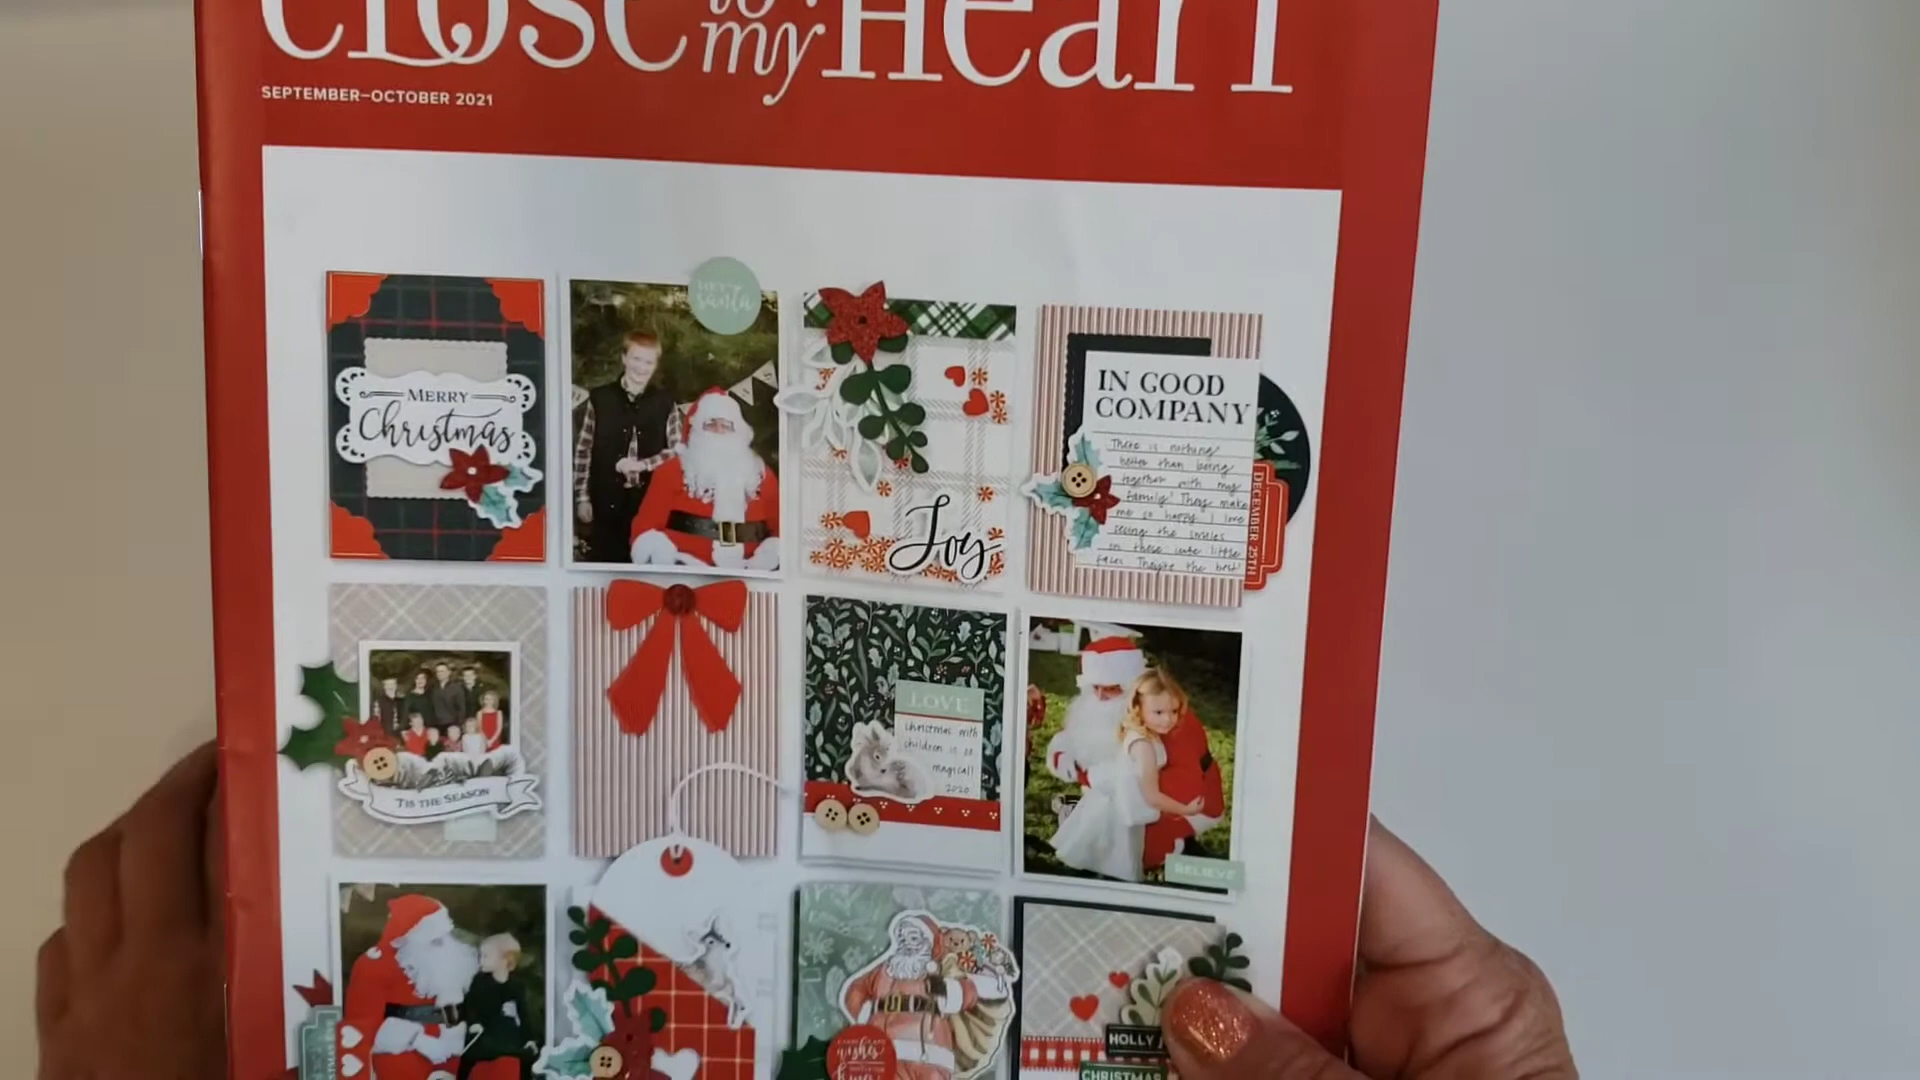 close to my Heart
SEPTEMBER–OCTOBER 2021
HEY
santa
MERRY
Christmas
Joy
IN GOOD
COMPANY
There is nothing
better than being
together with my
family! They make
me so happy. I love
seeing the smiles
on these cute little
faces. They're the best!
DECEMBER 25TH
TIS THE SEASON
LOVE
christmas with
children is so
magical!
2020
BELIEVE
wishes
HOLLY
CHRISTMAS